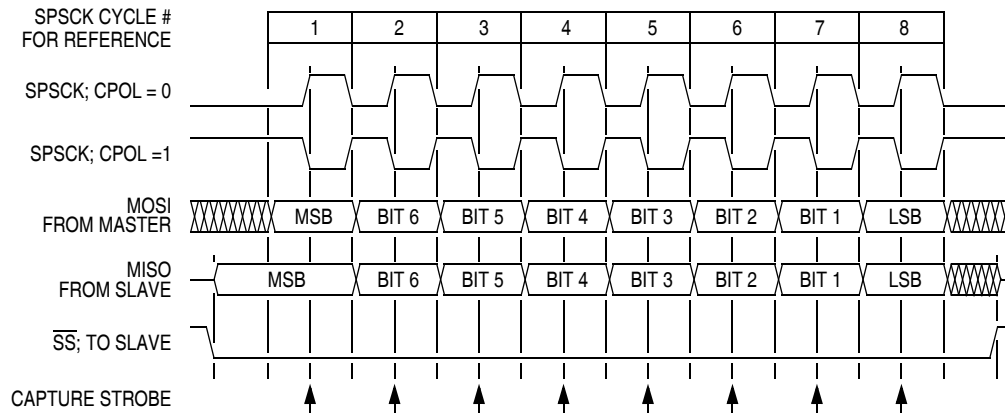 SPSCK CYCLE #
FOR REFERENCE
1 2 3 4 5 6 7 8
SPSCK; CPOL = 0
SPSCK; CPOL =1
MOSI
FROM MASTER
MSB BIT 6 BIT 5 BIT 4 BIT 3 BIT 2 BIT 1 LSB
MISO
FROM SLAVE
MSB BIT 6 BIT 5 BIT 4 BIT 3 BIT 2 BIT 1 LSB
SS; TO SLAVE
CAPTURE STROBE